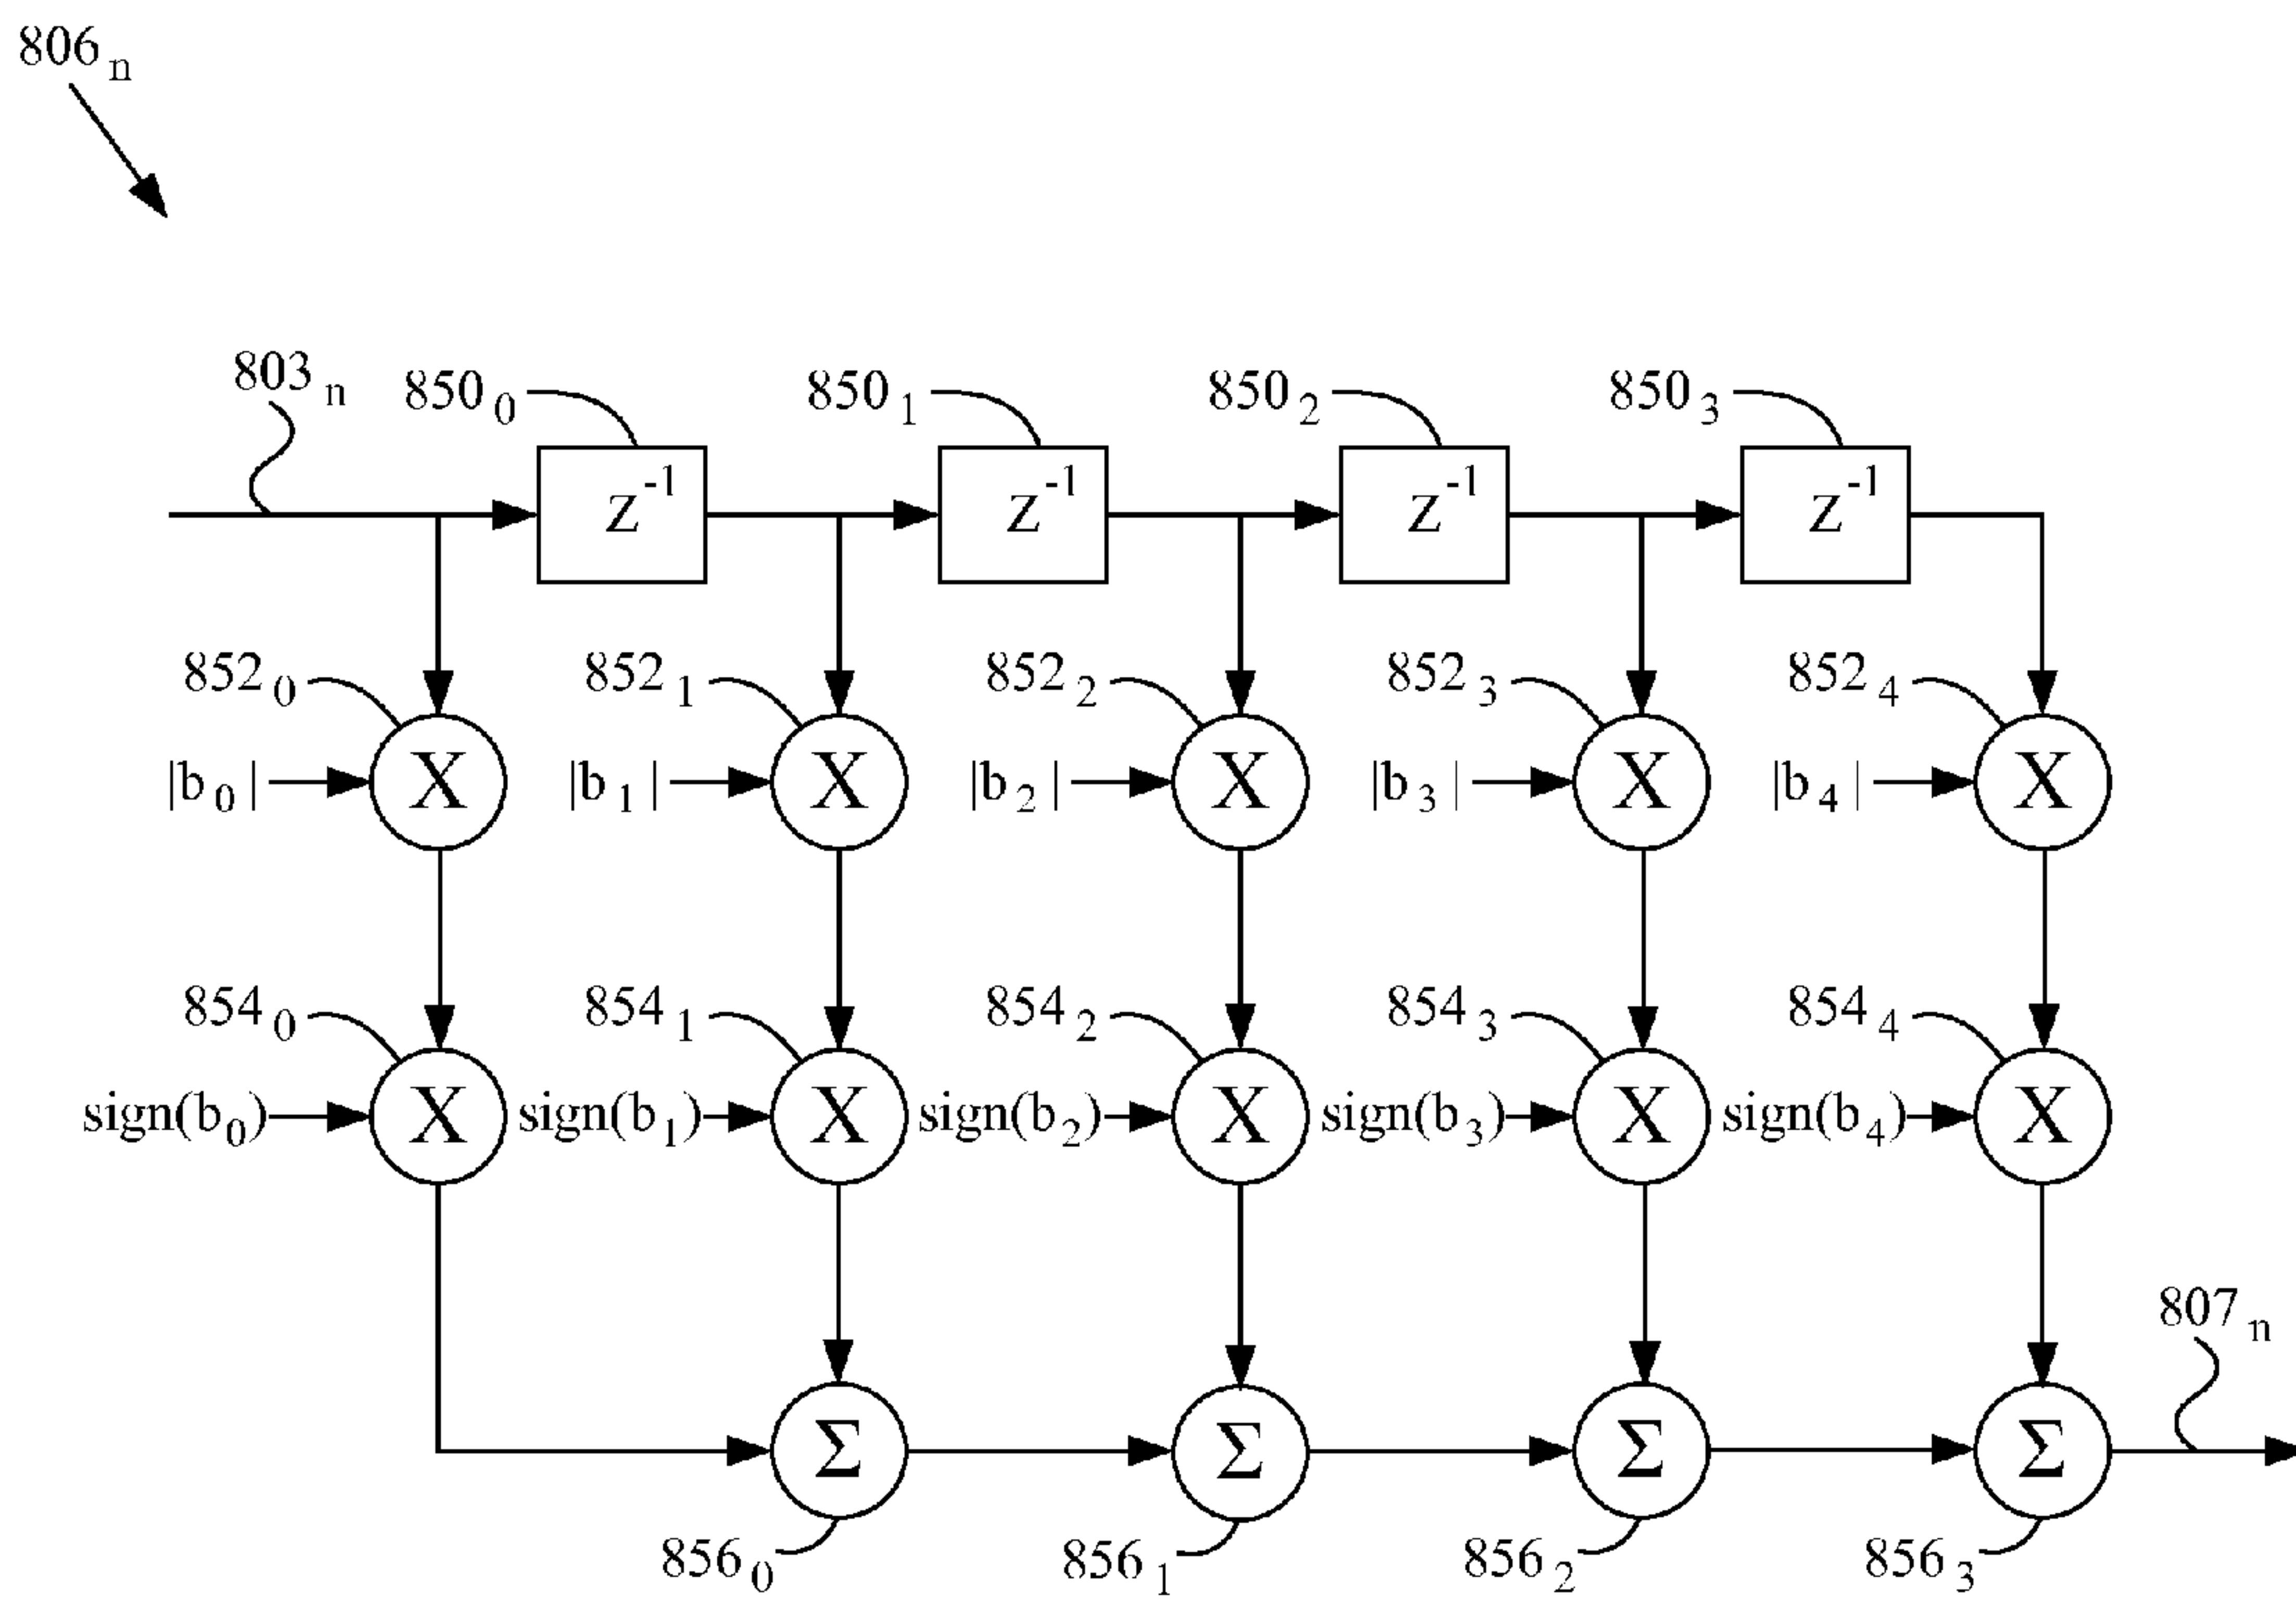 806 n
803 n 850 0 850 1 850 2 850 3
z-1 z-1 z-1 z-1
852 0 852 1 852 2 852 3 852 4
|b 0| X |b 1| X |b 2| X |b 3| X |b 4| X
854 0 854 1 854 2 854 3 854 4
sign(b 0) X sign(b 1) X sign(b 2) X sign(b 3) X sign(b 4) X
807 n
Σ Σ Σ Σ
856 0 856 1 856 2 856 3